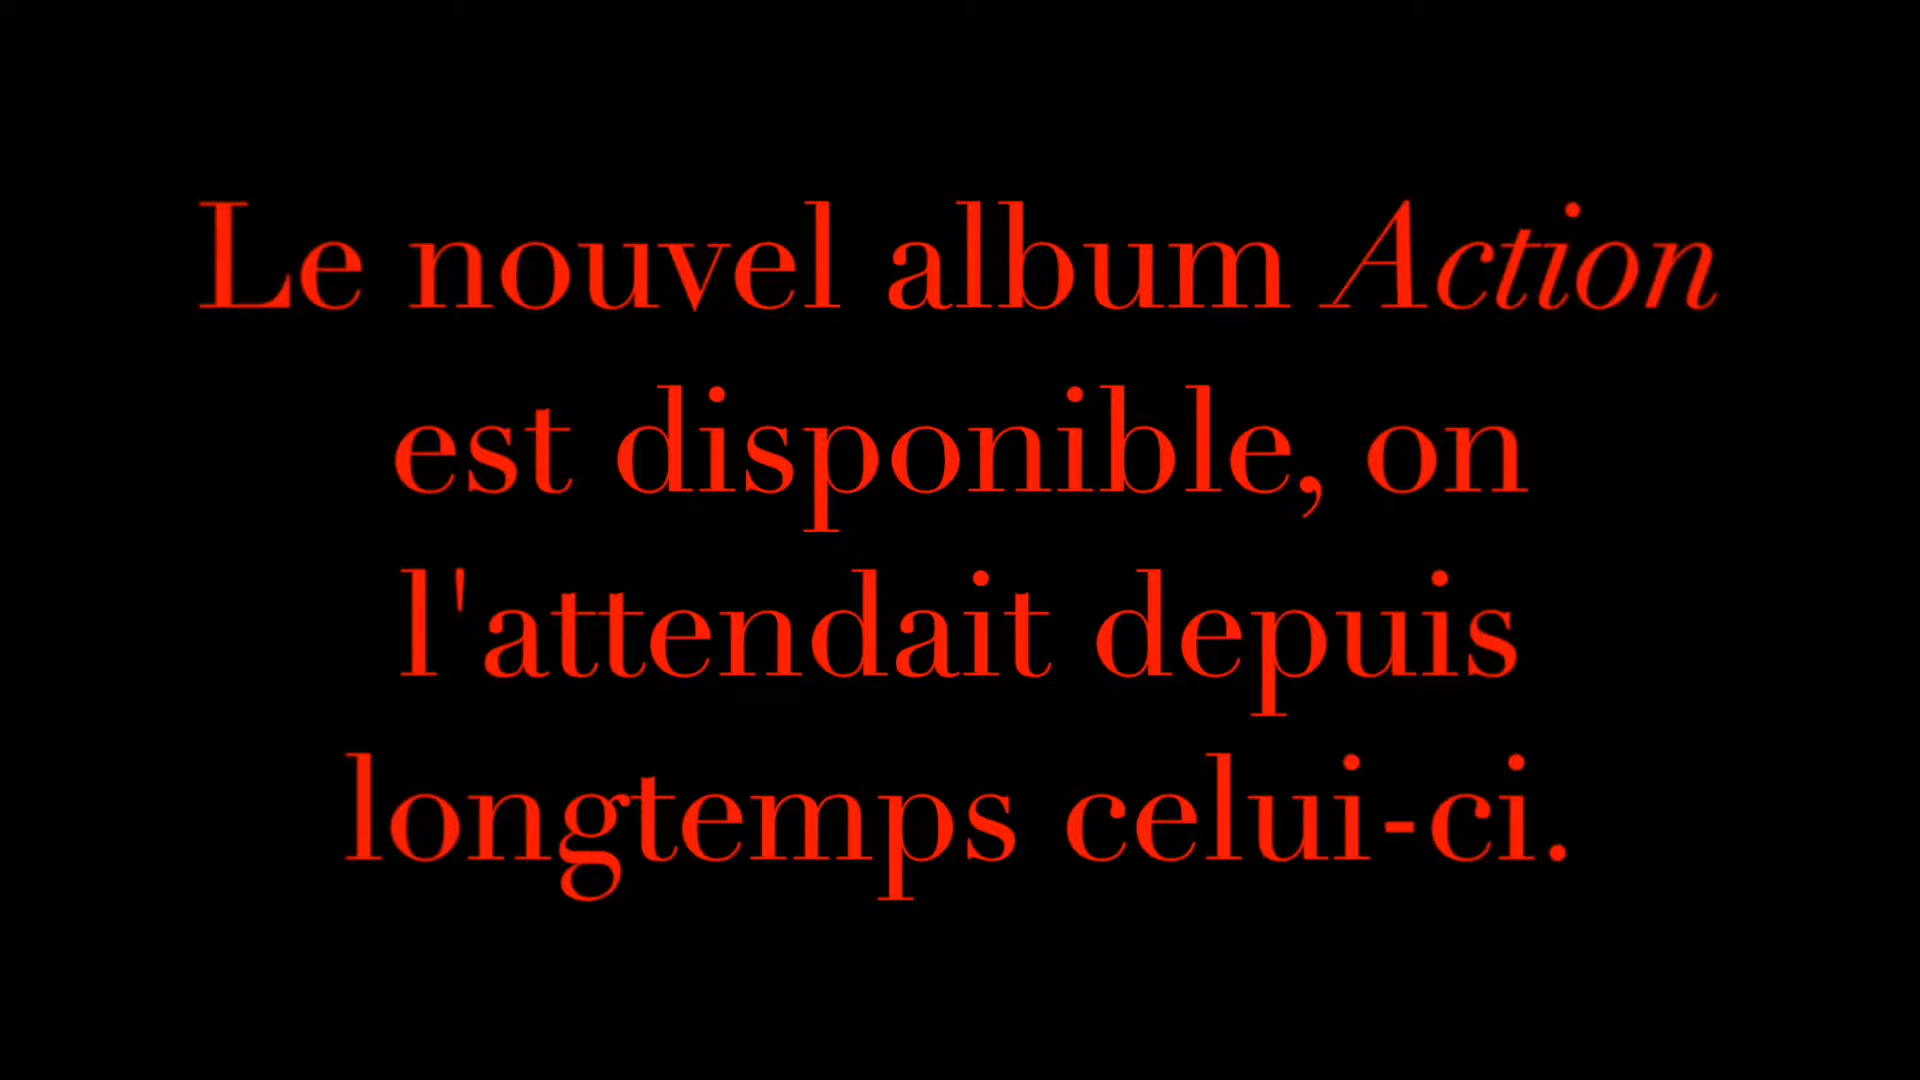 Le nouvel album Action
est disponible, on
l'attendait depuis
longtemps celui-ci.